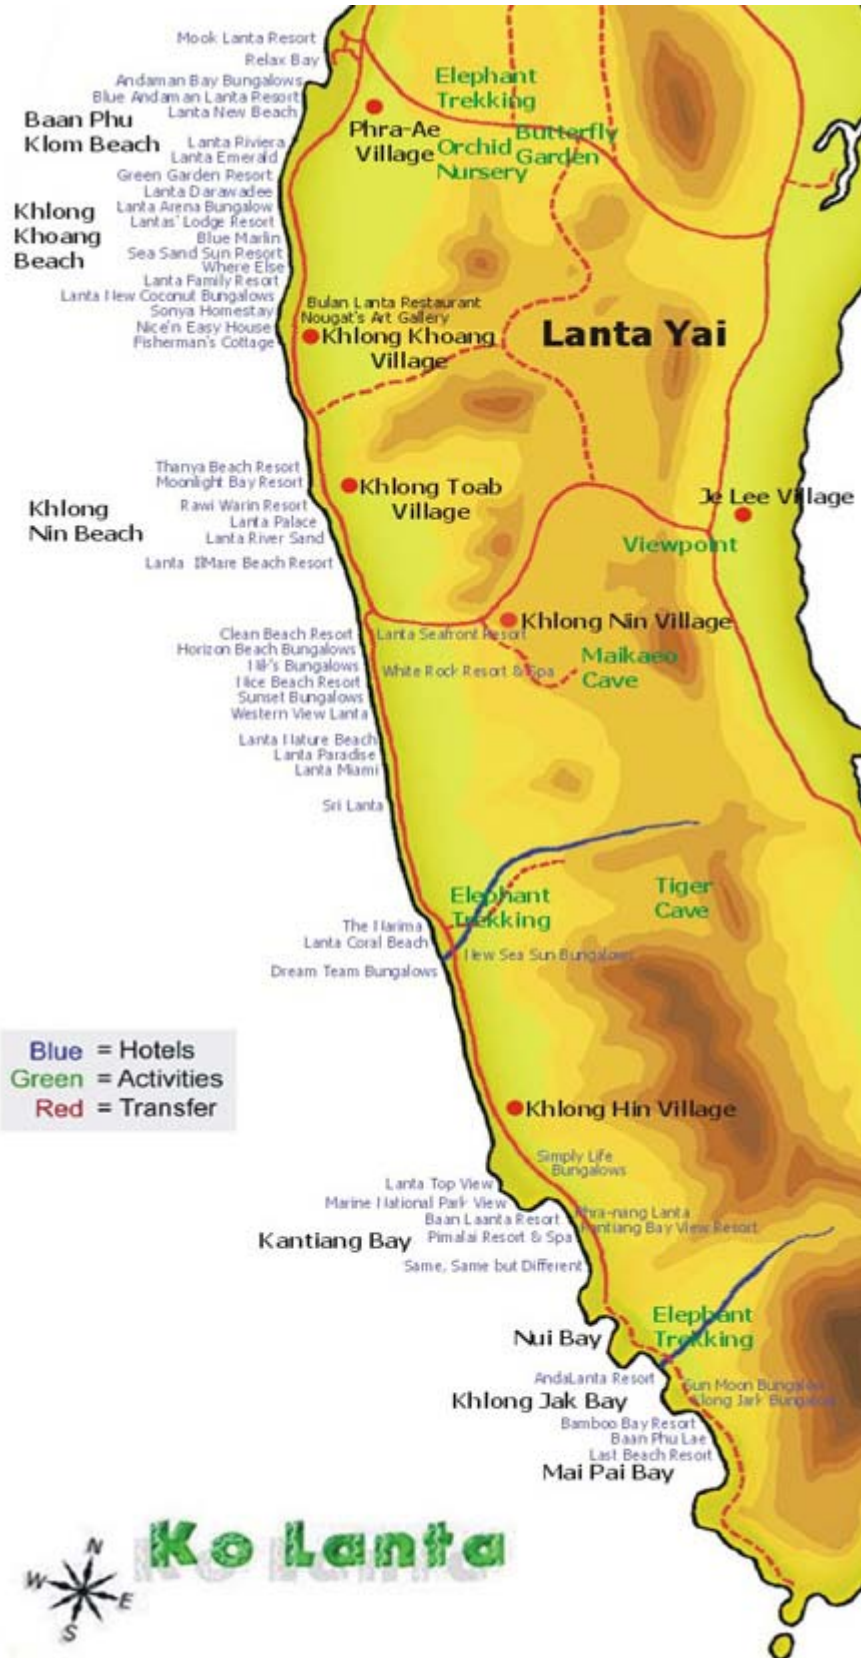 Mook Lanta Resort
Relax Bay
Andaman Bay Bungalows
Blue Andaman Lanta Resort
Lanta New Beach
Baan Phu
Klom Beach
Elephant
Trekking
Phra-Ae
Village
Orchid
Nursery
Butterfly
Garden
Lanta Riviera
Lanta Emerald
Green Garden Resort
Lanta Darawadee
Lanta Arena Bungalow
Lantas' Lodge Resort
Blue Marlin
Sea Sand Sun Resort
Where Else
Lanta Family Resort
Lanta New Coconut Bungalows
Sonya Homestay
Nice'n Easy House
Fisherman's Cottage
Khlong
Khoang
Beach
Bulan Lanta Restaurant
Nougat's Art Gallery
Khlong Khoang
Village
Lanta Yai
Thanya Beach Resort
Moonlight Bay Resort
Rawi Warin Resort
Lanta Palace
Lanta River Sand
Lanta IlMare Beach Resort
Khlong
Nin Beach
Khlong Toab
Village
Je Lee Village
Viewpoint
Khlong Nin Village
Maikaeo
Cave
Clean Beach Resort
Horizon Beach Bungalows
Nik's Bungalows
Nice Beach Resort
Sunset Bungalows
Western View Lanta
Lanta Nature Beach
Lanta Paradise
Lanta Miami
Sri Lanta
Lanta Seafront Resort
White Rock Resort & Spa
Elephant
Trekking
Tiger
Cave
The Narima
Lanta Coral Beach
Dream Team Bungalows
New Sea Sun Bungalows
Blue = Hotels
Green = Activities
Red = Transfer
Khlong Hin Village
Simply Life
Bungalows
Lanta Top View
Marine National Park View
Baan Laanta Resort
Pimalai Resort & Spa
Same, Same but Different
Phra-nang Lanta
Kantiang Bay View Resort
Kantiang Bay
Elephant
Trekking
Nui Bay
AndaLanta Resort
Sun Moon Bungalow
Klong Jark Bungalow
Khlong Jak Bay
Bamboo Bay Resort
Baan Phu Lae
Last Beach Resort
Mai Pai Bay
Ko Lanta
N
W
E
S